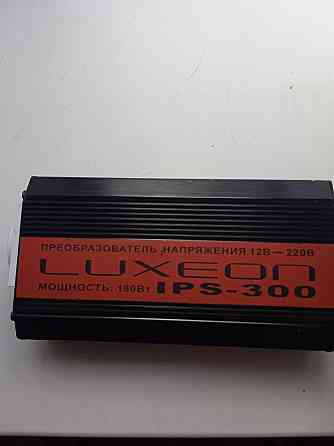 ПРЕОБРАЗОВАТЕЛЬ НАПРЯЖЕНИЯ 12В—220В
LUXEON
МОЩНОСТЬ: 180Вт IPS-300